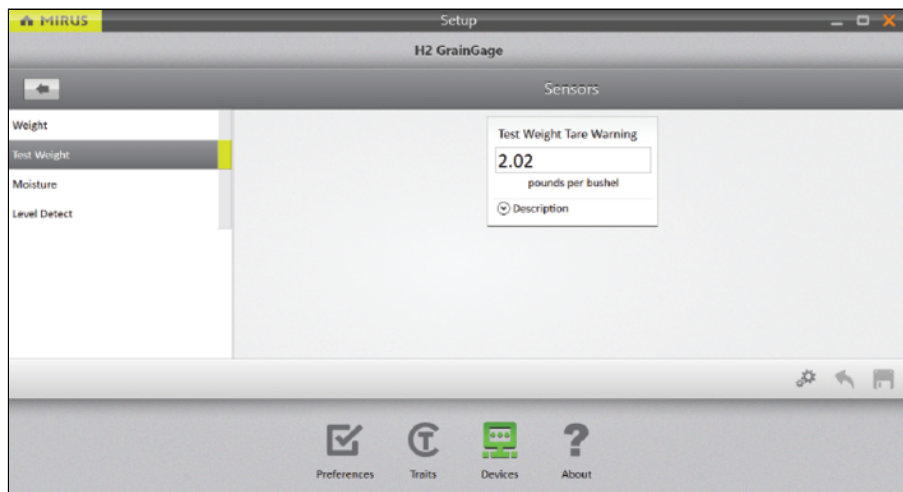 MIRUS
Setup
H2 GrainGage
Sensors
Weight
Test Weight
Moisture
Level Detect
Test Weight Tare Warning
2.02
pounds per bushel
Description
Preferences
Traits
Devices
About